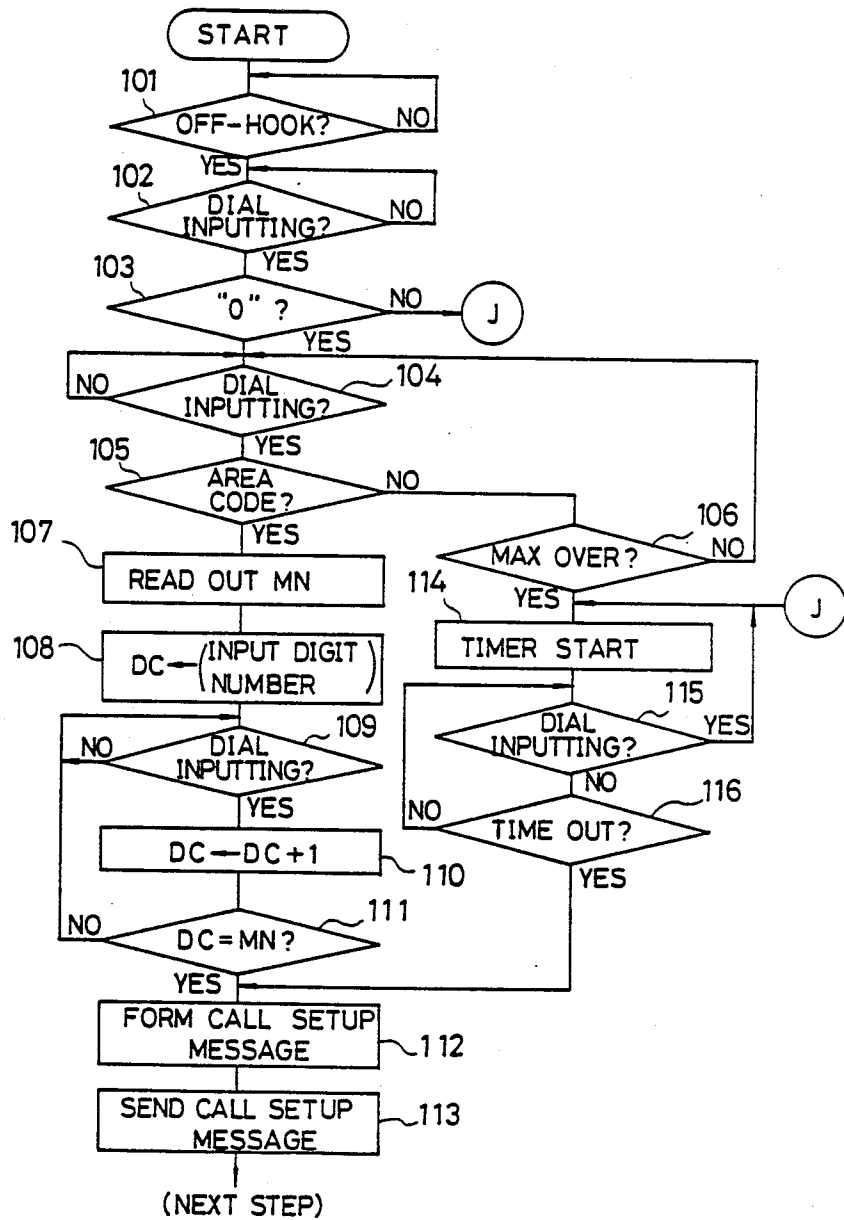 START
101
OFF-HOOK?
NO
YES
102
DIAL
INPUTTING?
NO
YES
103
"0" ?
NO
J
YES
104
NO
DIAL
INPUTTING?
YES
105
AREA
CODE?
NO
YES
106
MAX OVER?
NO
YES
107
READ OUT MN
J
114
TIMER START
108
DC←(INPUT DIGIT
NUMBER)
115
DIAL
INPUTTING?
YES
NO
109
NO
DIAL
INPUTTING?
YES
116
NO
TIME OUT?
YES
DC←DC+1
110
111
NO
DC=MN?
YES
FORM CALL SETUP
MESSAGE
112
SEND CALL SETUP
MESSAGE
113
(NEXT STEP)